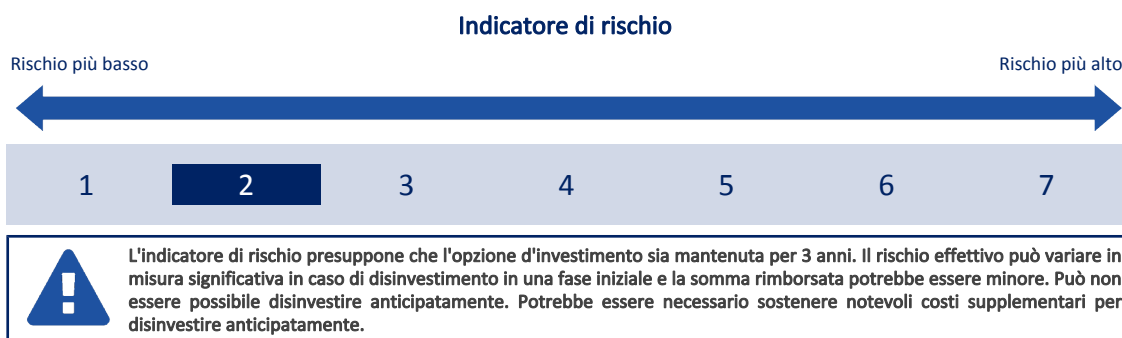 Indicatore di rischio
Rischio più basso
Rischio più alto
1 2 3 4 5 6 7
L'indicatore di rischio presuppone che l'opzione d'investimento sia mantenuta per 3 anni. Il rischio effettivo può variare in
misura significativa in caso di disinvestimento in una fase iniziale e la somma rimborsata potrebbe essere minore. Può non
essere possibile disinvestire anticipatamente. Potrebbe essere necessario sostenere notevoli costi supplementari per
disinvestire anticipatamente.